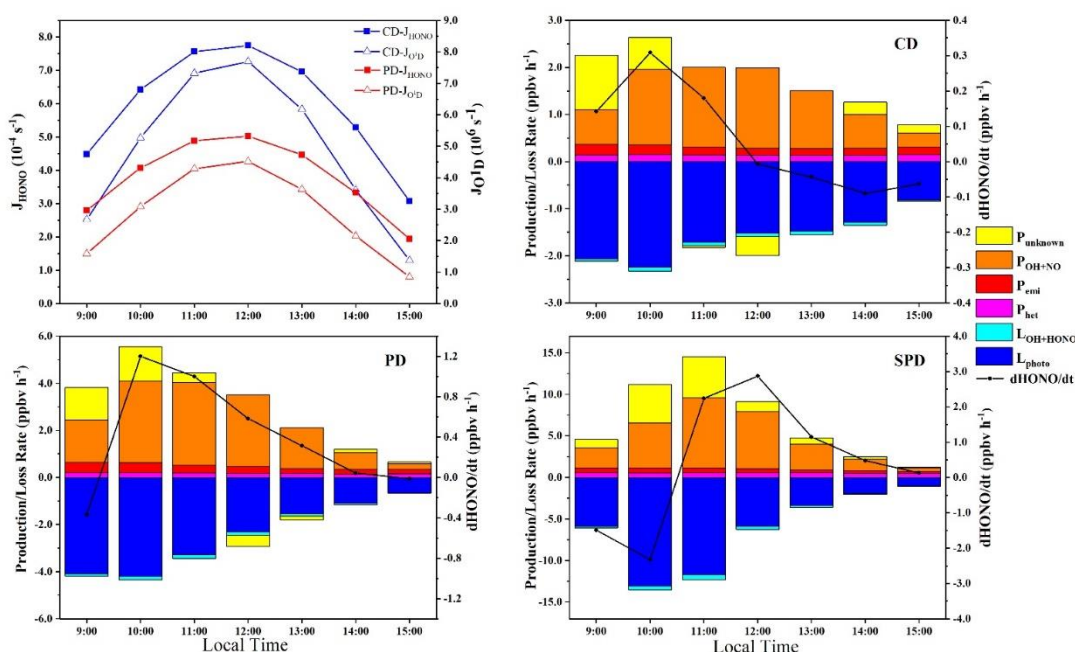 CD-J_HONO
CD-J_O¹D
PD-J_HONO
PD-J_O¹D
J_HONO (10⁻⁴ s⁻¹)
8.0
7.0
6.0
5.0
4.0
3.0
2.0
1.0
0.0
9.0
8.0
7.0
6.0
5.0
4.0
3.0
2.0
1.0
0.0
JO¹D (10⁶ s⁻¹)
9:00 10:00 11:00 12:00 13:00 14:00 15:00
CD
Production/Loss Rate (ppbv h⁻¹)
3.0
2.0
1.0
0.0
-1.0
-2.0
-3.0
0.4
0.3
0.2
0.1
0.0
-0.1
-0.2
-0.3
-0.4
dHONO/dt (ppbv h⁻¹)
9:00 10:00 11:00 12:00 13:00 14:00 15:00
P_unknown
P_OH+NO
P_emi
P_het
L_OH+HONO
L_photo
dHONO/dt
PD
Production/Loss Rate (ppbv h⁻¹)
6.0
4.0
2.0
0.0
-2.0
-4.0
-6.0
1.2
0.8
0.4
0.0
-0.4
-0.8
-1.2
dHONO/dt (ppbv h⁻¹)
9:00 10:00 11:00 12:00 13:00 14:00 15:00
Local Time
SPD
Production/Loss Rate (ppbv h⁻¹)
15.0
10.0
5.0
0.0
-5.0
-10.0
-15.0
4.0
3.0
2.0
1.0
0.0
-1.0
-2.0
-3.0
-4.0
dHONO/dt (ppbv h⁻¹)
9:00 10:00 11:00 12:00 13:00 14:00 15:00
Local Time